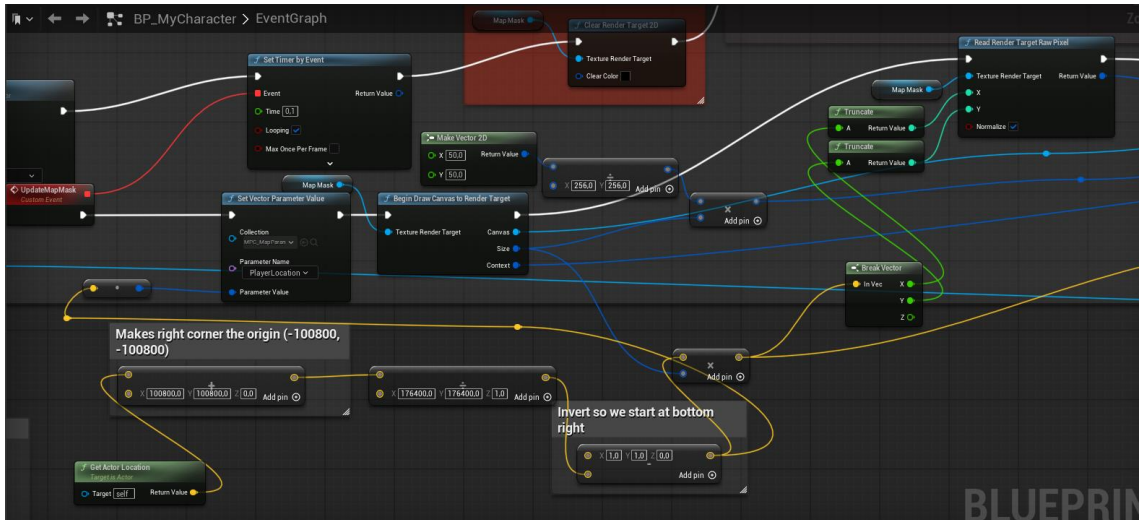 BP_MyCharacter > EventGraph
Map Mask
Clear Render Target 2D
Texture Render Target
Clear Color
Set Timer by Event
Event
Return Value
Time 0,1
Looping
Max Once Per Frame
Read Render Target Raw Pixel
Texture Render Target
Return Value
X
Y
Normalize
Map Mask
Truncate
A
Return Value
Truncate
A
Return Value
Make Vector 2D
X 50,0
Return Value
Y 50,0
÷
X 256,0 Y 256,0
Add pin
×
Add pin
UpdateMapMask
Custom Event
Map Mask
Set Vector Parameter Value
Collection
MPC_MapParam
Parameter Name
PlayerLocation
Parameter Value
Begin Draw Canvas to Render Target
Texture Render Target
Canvas
Size
Context
Break Vector
In Vec
X
Y
Z
Makes right corner the origin (-100800,
-100800)
+
X 100800,0 Y 100800,0 Z 0,0
Add pin
÷
X 176400,0 Y 176400,0 Z 1,0
Add pin
×
Add pin
Invert so we start at bottom
right
X 1,0 Y 1,0 Z 0,0
-
Add pin
Get Actor Location
Target is Actor
Target self
Return Value
BLUEPRIN